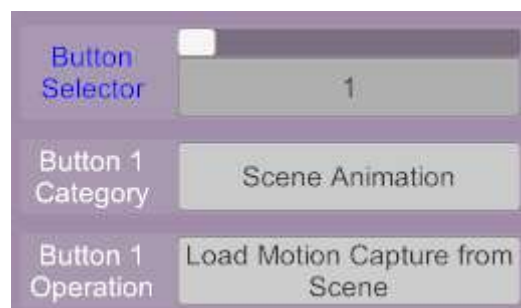 Button
Selector
1
Button 1
Category
Scene Animation
Button 1
Operation
Load Motion Capture from
Scene